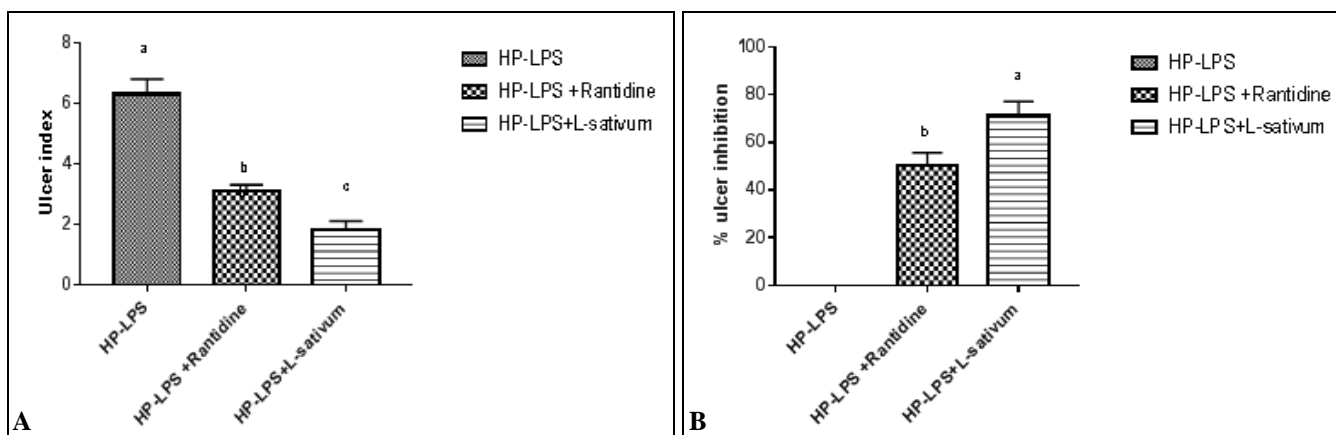 8
6
4
2
0
Ulcer index
a
b
c
HP-LPS
HP-LPS +Rantidine
HP-LPS+L-sativum
HP-LPS
HP-LPS +Rantidine
HP-LPS+L-sativum
A
100
80
60
40
20
0
% ulcer inhibition
b
a
HP-LPS
HP-LPS +Rantidine
HP-LPS+L-sativum
HP-LPS
HP-LPS +Rantidine
HP-LPS+L-sativum
B